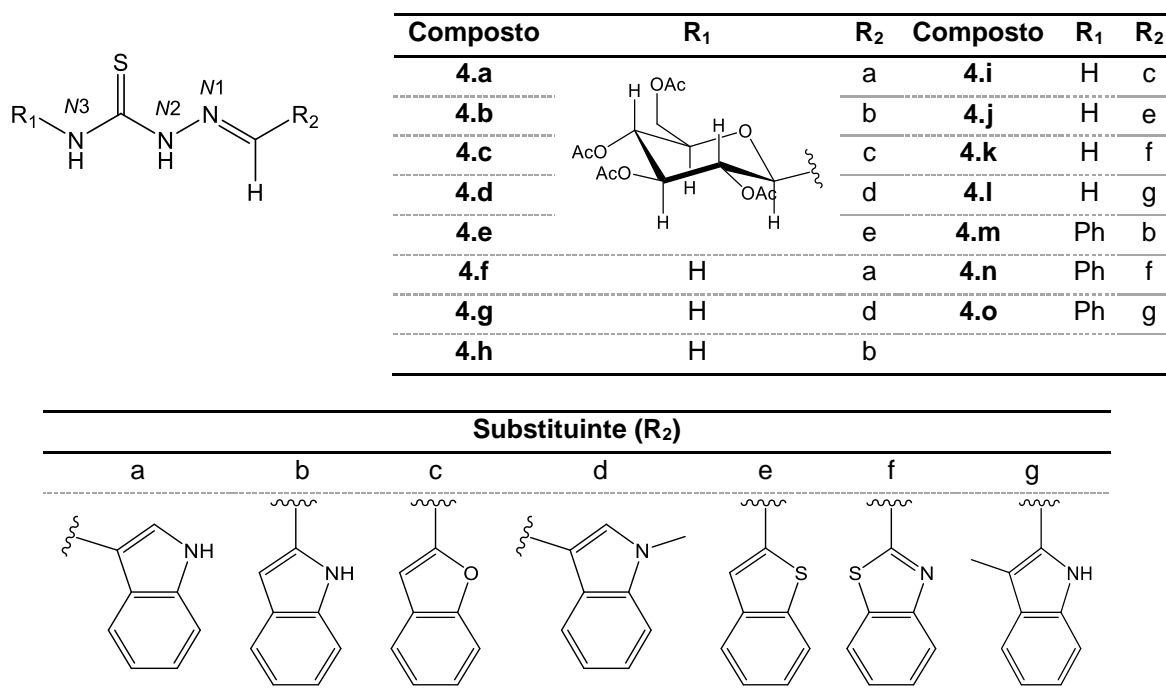 S
R1 N3 N2 N1 R2
N H N H H
Composto R1 R2 Composto R1 R2
4.a a 4.i H c
4.b b 4.j H e
4.c c 4.k H f
4.d d 4.l H g
4.e e 4.m Ph b
4.f H a 4.n Ph f
4.g H d 4.o Ph g
4.h H b
H OAc
H O
AcO
AcO H OAc H
H
Substituinte (R2)
a b c d e f g
NH NH O N S S N NH